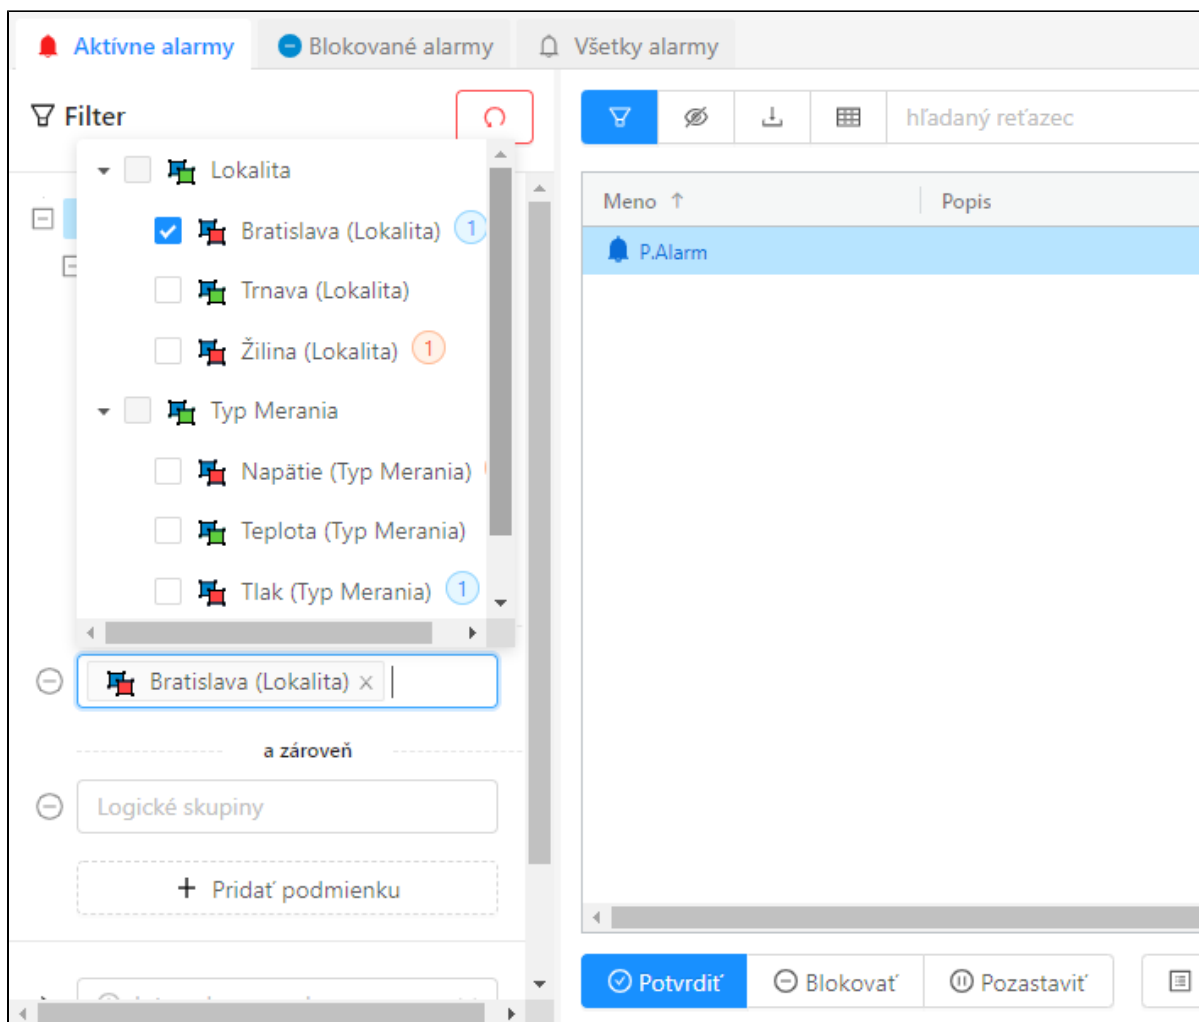 Aktívne alarmy
Blokované alarmy
Všetky alarmy
Filter
hľadaný reťazec
Lokalita
Bratislava (Lokalita) 1
Trnava (Lokalita)
Žilina (Lokalita) 1
Typ Merania
Napätie (Typ Merania)
Teplota (Typ Merania)
Tlak (Typ Merania) 1
Bratislava (Lokalita) ×
a zároveň
Logické skupiny
+ Pridať podmienku
Meno ↑
Popis
P.Alarm
Potvrdiť
Blokovať
Pozastaviť